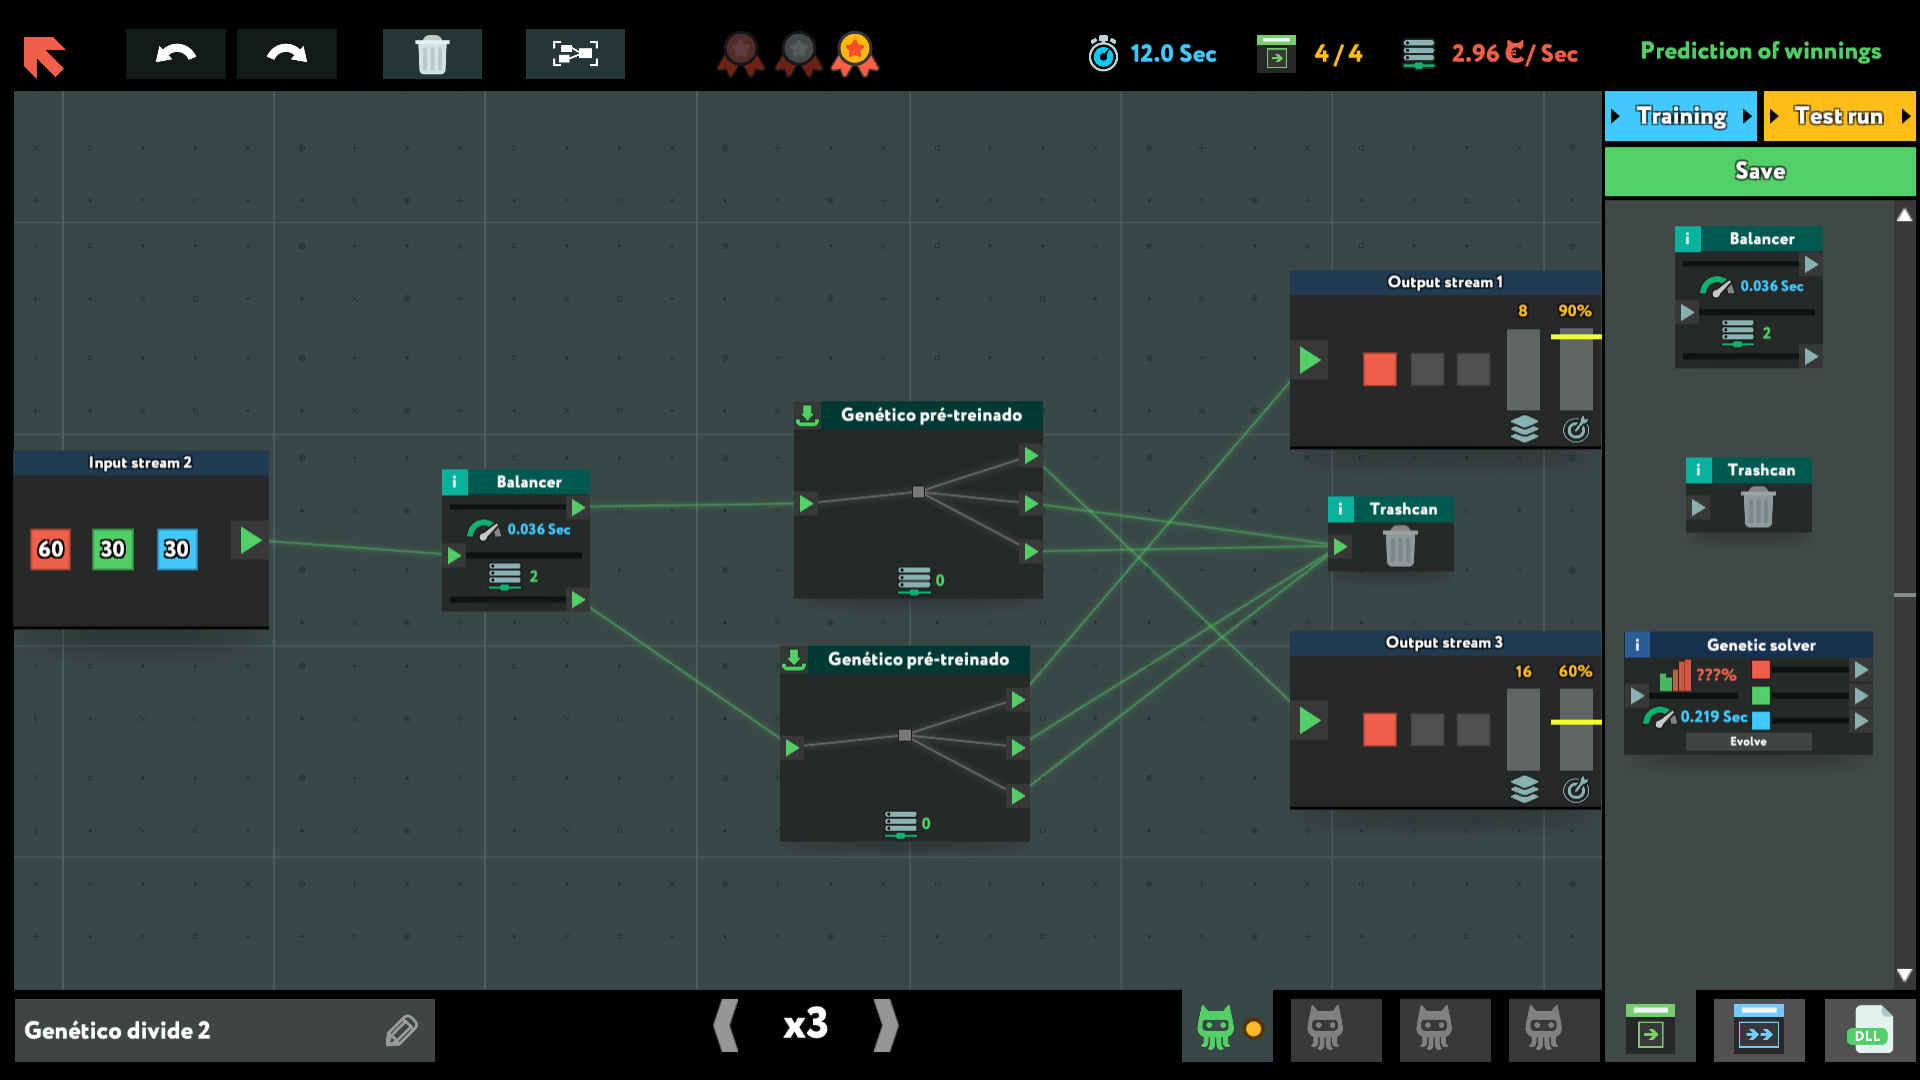 12.0 Sec
4/4
2.96 /Sec
Prediction of winnings
Training
Test run
Save
Balancer
0.036 Sec
2
Output stream 1
8
90%
Genético pré-treinado
0
Input stream 2
60
30
30
Balancer
0.036 Sec
2
Trashcan
Trashcan
Output stream 3
16
60%
Genetic solver
???%
0.219 Sec
Evolve
Genético pré-treinado
0
Genético divide 2
x3
DLL